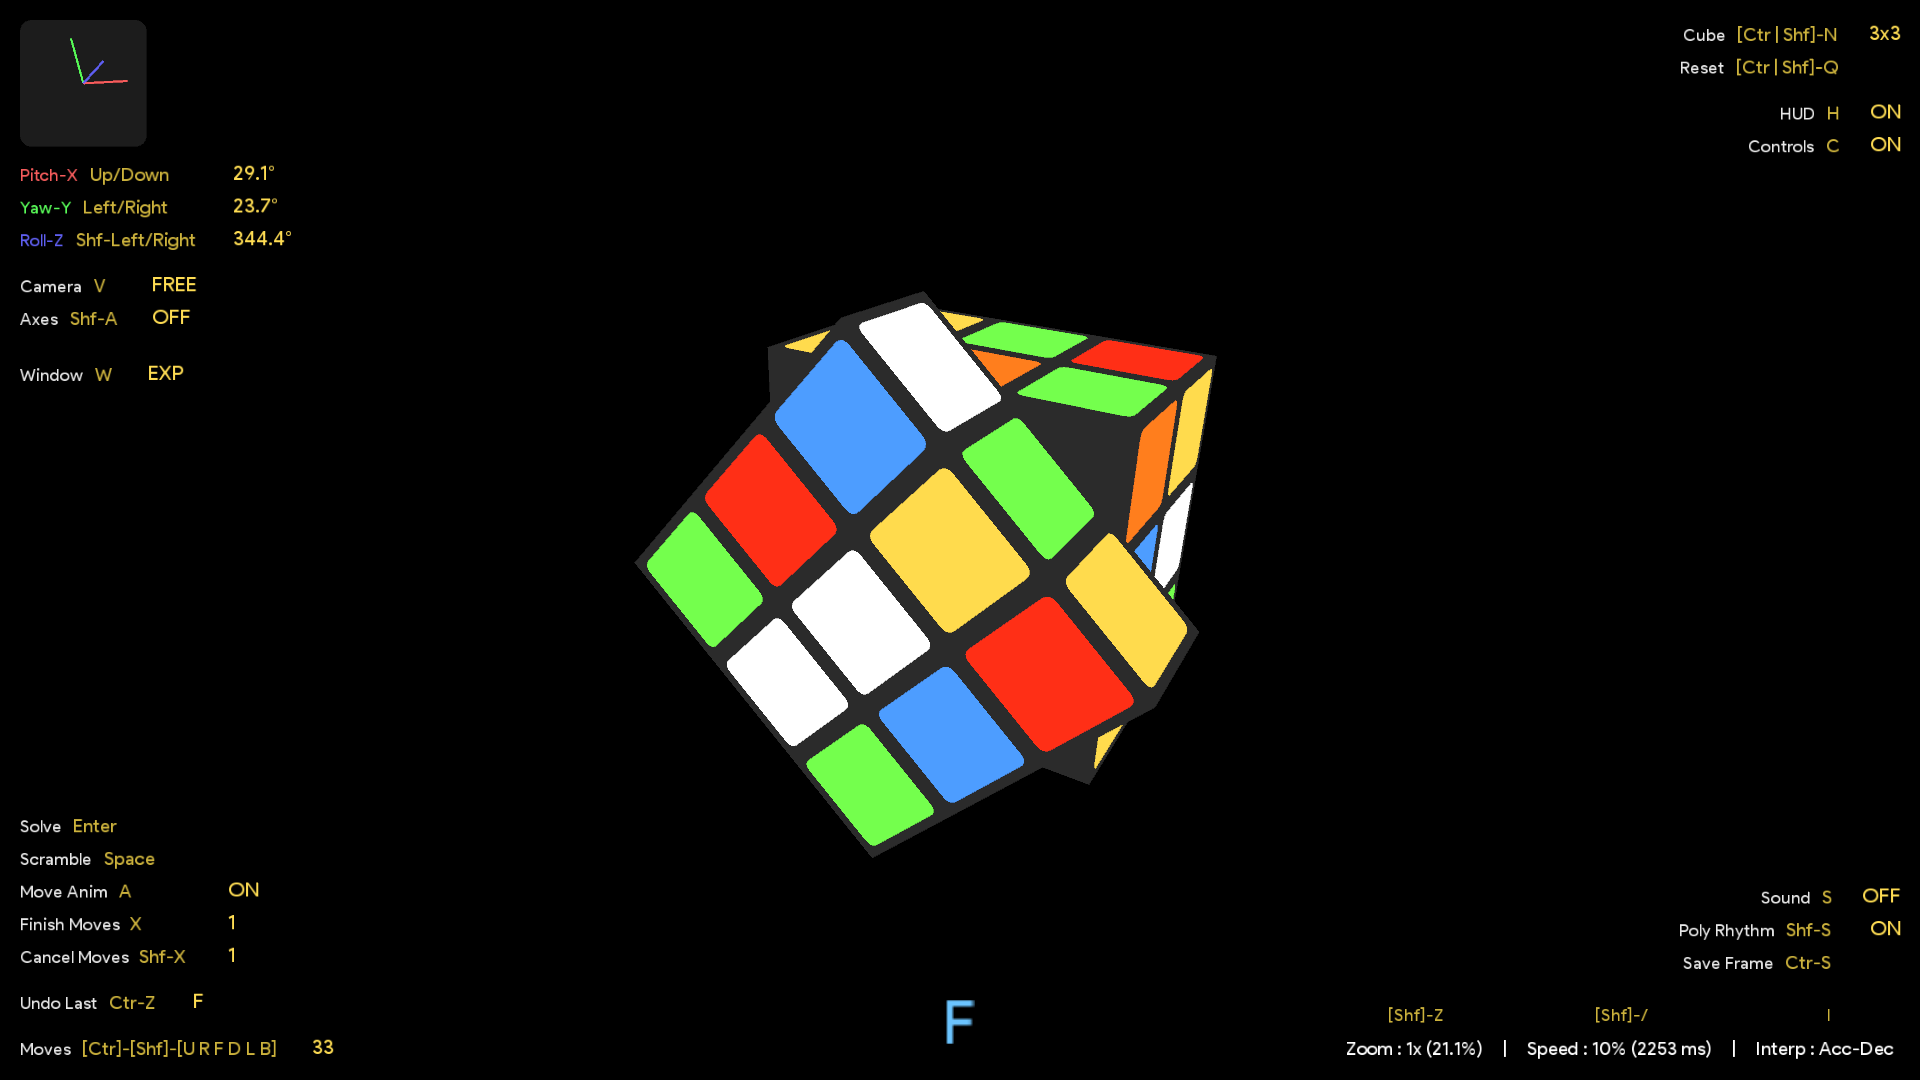 Pitch-X Up/Down 29.1°
Yaw-Y Left/Right 23.7°
Roll-Z Shf-Left/Right 344.4°
Camera V FREE
Axes Shf-A OFF
Window W EXP
Cube [Ctr | Shf]-N 3x3
Reset [Ctr | Shf]-Q
HUD H ON
Controls C ON
Solve Enter
Scramble Space
Move Anim A ON
Finish Moves X 1
Cancel Moves Shf-X 1
Undo Last Ctr-Z F
Moves [Ctr]-[Shf]-[U R F D L B] 33
F
Sound S OFF
Poly Rhythm Shf-S ON
Save Frame Ctr-S
[Shf]-Z [Shf]-/ I
Zoom : 1x (21.1%) | Speed : 10% (2253 ms) | Interp : Acc-Dec